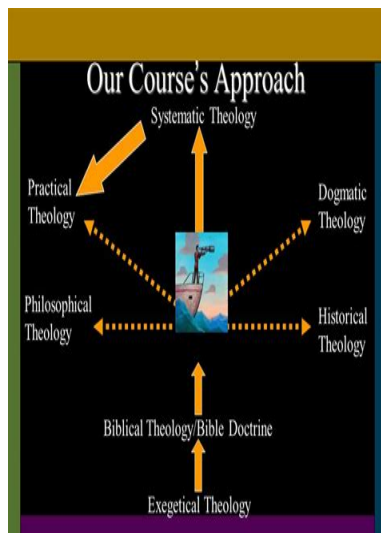 Our Course's Approach
Systematic Theology
Practical
Theology
Dogmatic
Theology
Philosophical
Theology
Historical
Theology
Biblical Theology/Bible Doctrine
Exegetical Theology